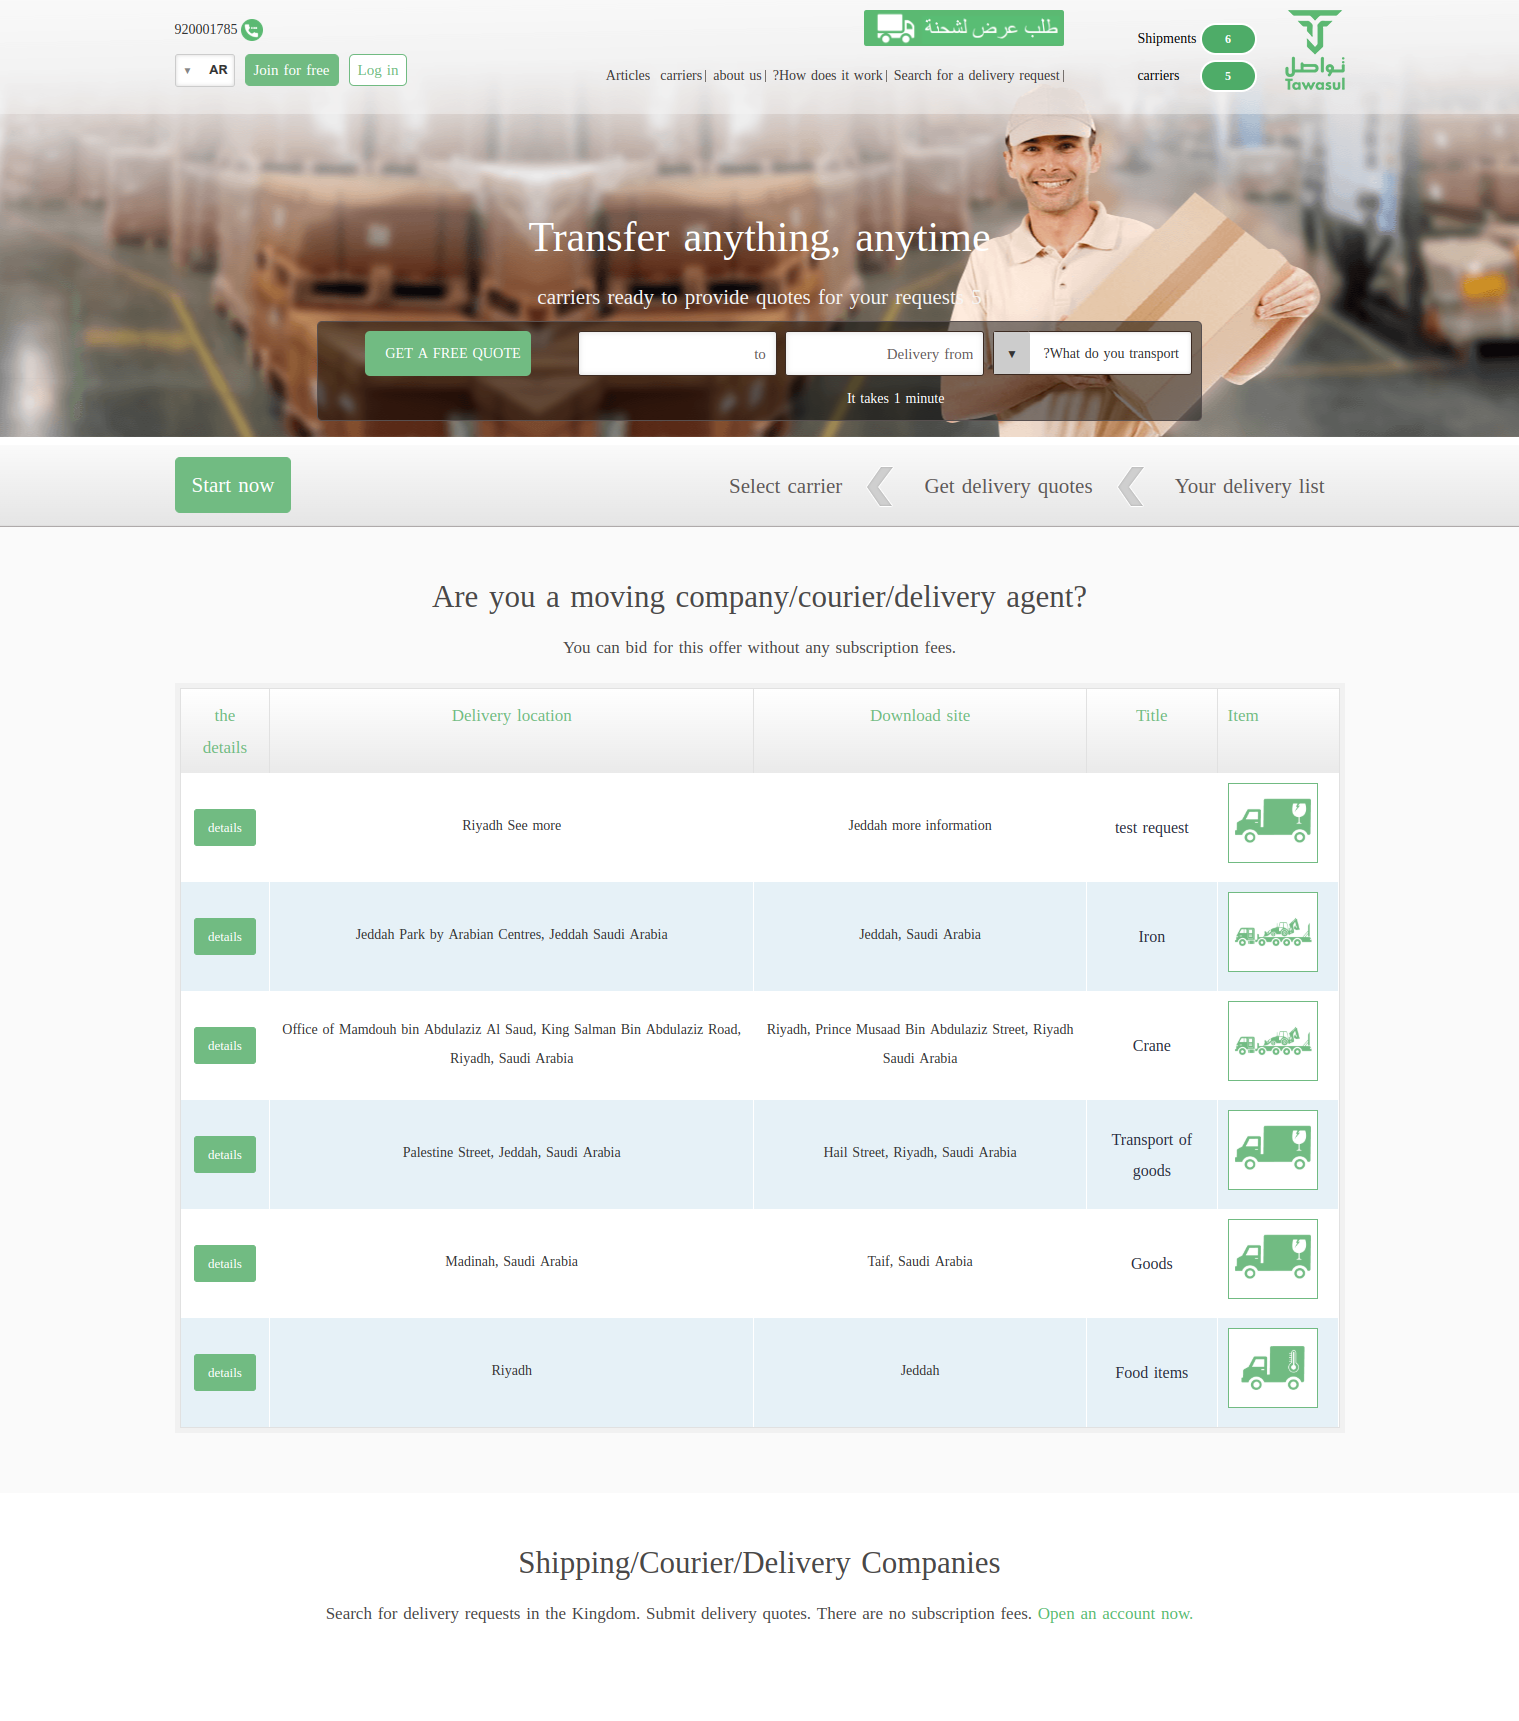 920001785
AR
Join for free
Log in
طلب عرض لشحنة
Articles carriers| about us| ?How does it work| Search for a delivery request|
Shipments 6
carriers 5
تواصل
Tawasul
Transfer anything, anytime
carriers ready to provide quotes for your requests 5
GET A FREE QUOTE
to
Delivery from
?What do you transport
It takes 1 minute
Start now
Select carrier
Get delivery quotes
Your delivery list
Are you a moving company/courier/delivery agent?
You can bid for this offer without any subscription fees.
the details
Delivery location
Download site
Title
Item
details
Riyadh See more
Jeddah more information
test request
details
Jeddah Park by Arabian Centres, Jeddah Saudi Arabia
Jeddah, Saudi Arabia
Iron
details
Office of Mamdouh bin Abdulaziz Al Saud, King Salman Bin Abdulaziz Road,
Riyadh, Saudi Arabia
Riyadh, Prince Musaad Bin Abdulaziz Street, Riyadh
Saudi Arabia
Crane
details
Palestine Street, Jeddah, Saudi Arabia
Hail Street, Riyadh, Saudi Arabia
Transport of
goods
details
Madinah, Saudi Arabia
Taif, Saudi Arabia
Goods
details
Riyadh
Jeddah
Food items
Shipping/Courier/Delivery Companies
Search for delivery requests in the Kingdom. Submit delivery quotes. There are no subscription fees. Open an account now.